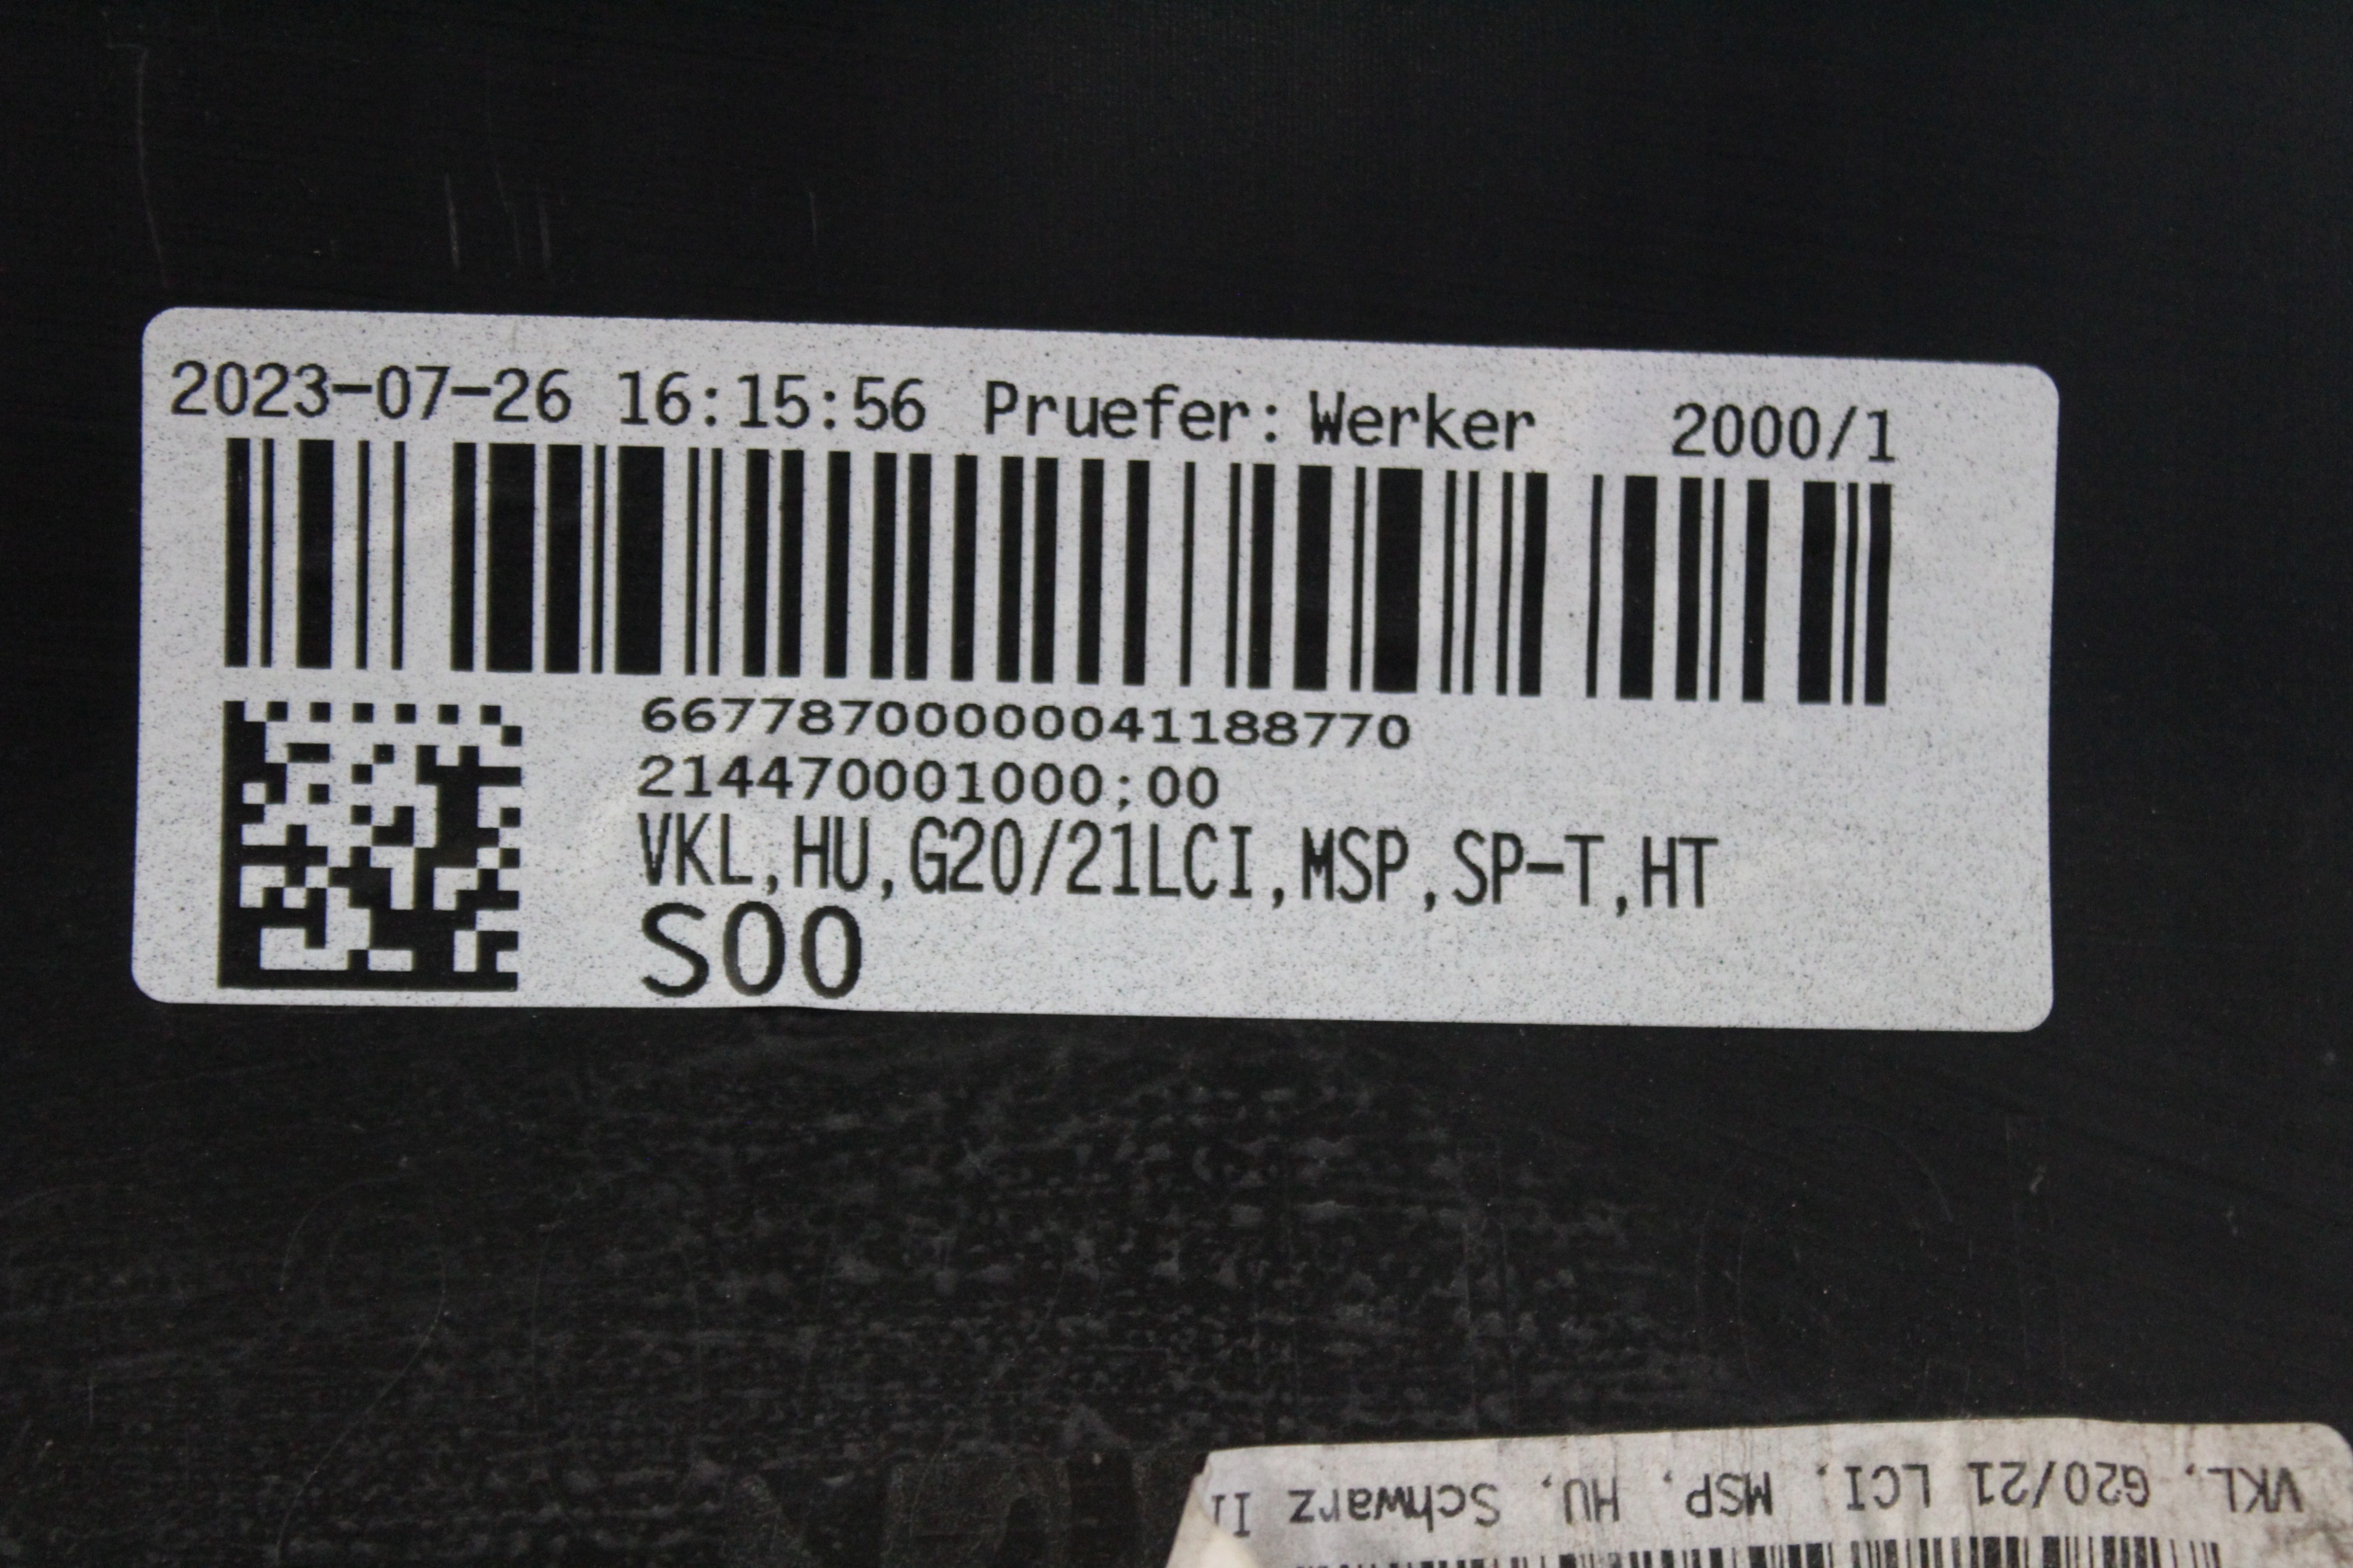 2023-07-26 16:15:56 Pruefer: Werker 2000/1
66778700000041188770
214470001000;00
VKL,HU,G20/21LCI,MSP,SP-T,HT
S00
VKL, G20/21 LCI, MSP, HU, Schwarz II